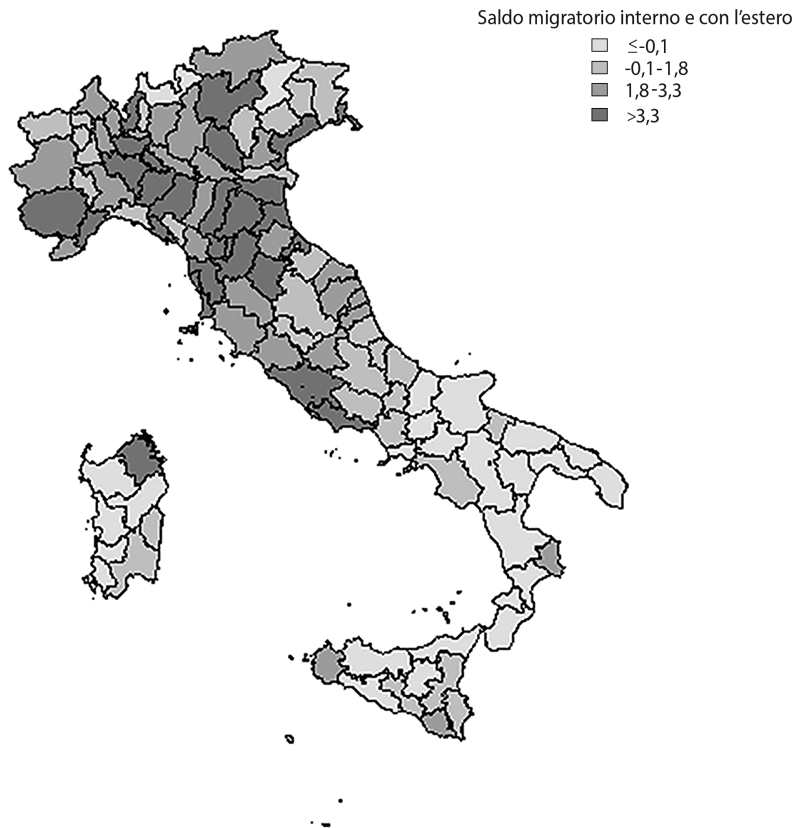 Saldo migratorio interno e con l'estero
≤-0,1
-0,1-1,8
1,8-3,3
>3,3